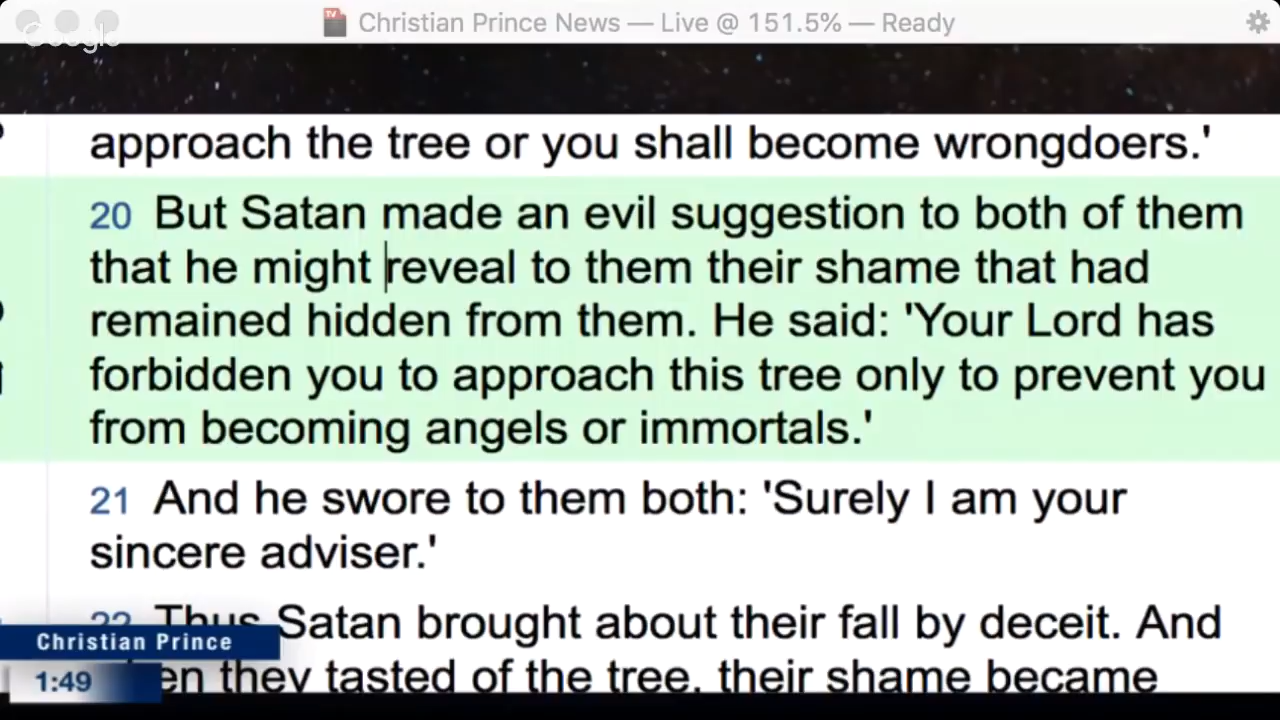 Christian Prince News — Live @ 151.5% — Ready
Google
approach the tree or you shall become wrongdoers.'
20 But Satan made an evil suggestion to both of them
that he might reveal to them their shame that had
remained hidden from them. He said: 'Your Lord has
forbidden you to approach this tree only to prevent you
from becoming angels or immortals.'
21 And he swore to them both: 'Surely I am your
sincere adviser.'
22 Thus Satan brought about their fall by deceit. And
en they tasted of the tree, their shame became
Christian Prince
1:49